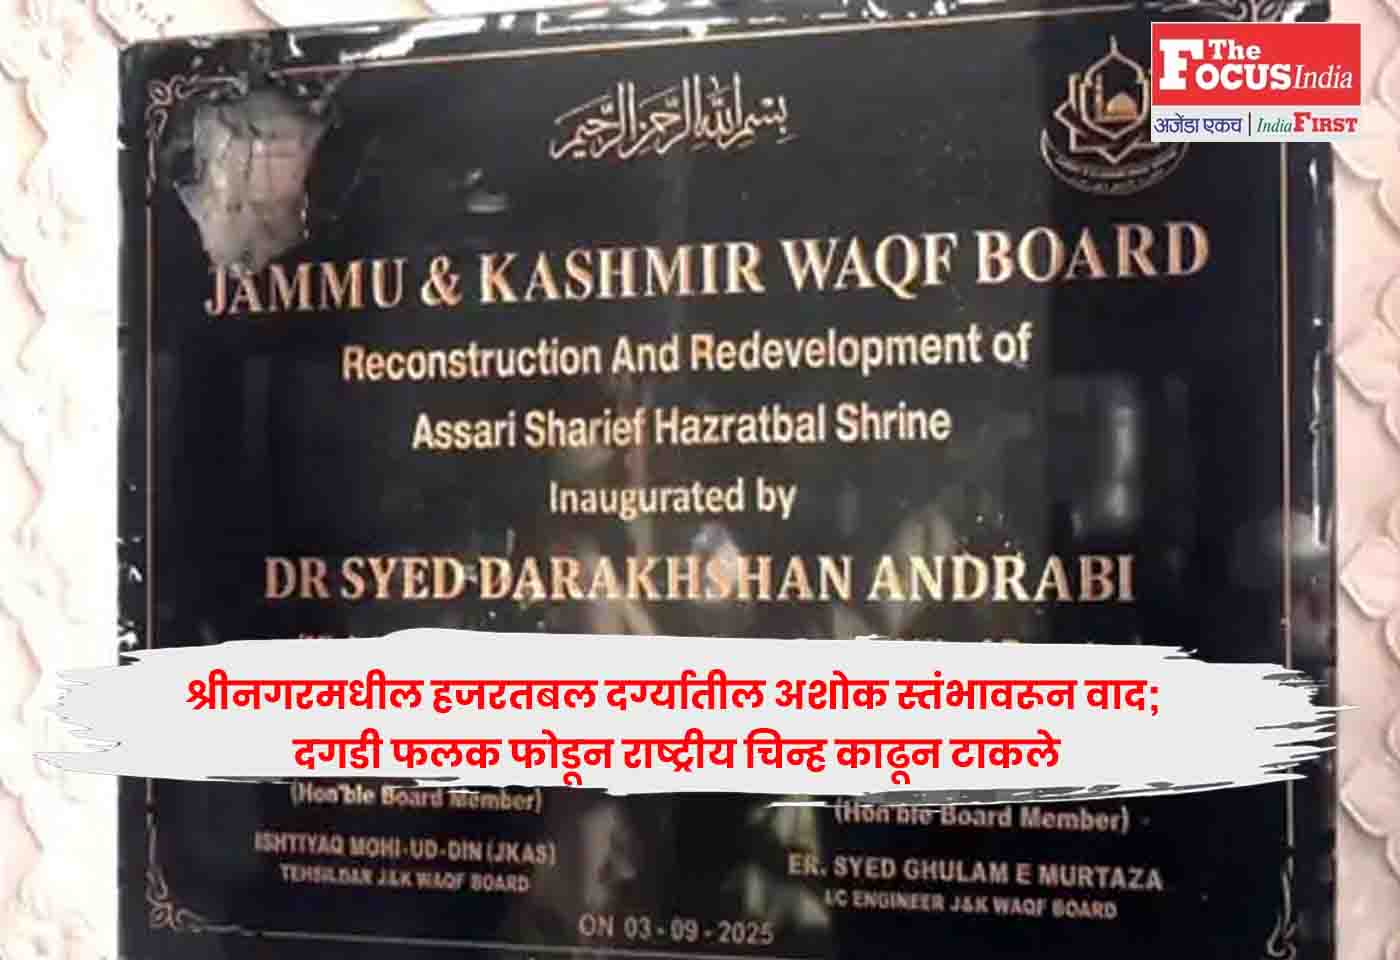 The
FOCUS India
अजेंडा एकच | India FIRST
بسم الله الرحمن الرحيم
JAMMU & KASHMIR WAQF BOARD
Reconstruction And Redevelopment of
Assari Sharief Hazratbal Shrine
Inaugurated by
DR SYED DARAKHSHAN ANDRABI
श्रीनगरमधील हजरतबल दर्ग्यातील अशोक स्तंभावरून वाद;
दगडी फलक फोडून राष्ट्रीय चिन्ह काढून टाकले
(Hon'ble Board Member)
(Hon'ble Board Member)
ISHTIYAQ MOHI-UD-DIN (JKAS)
TEHSILDAR J&K WAQF BOARD
ER. SYED GHULAM E MURTAZA
I.C ENGINEER J&K WAQF BOARD
ON 03-09-2025